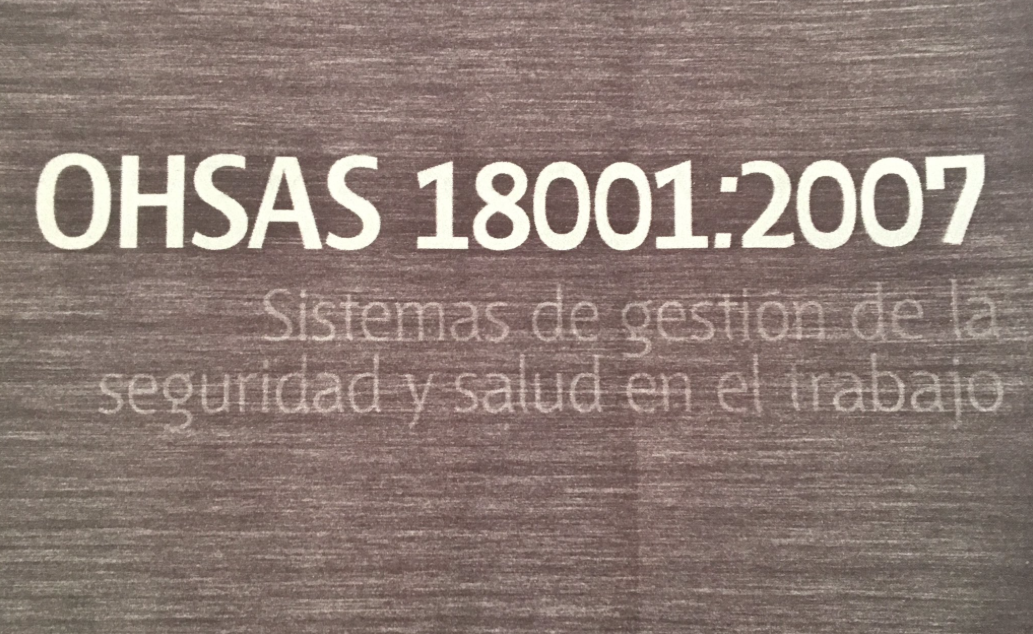 OHSAS 18001:2007
Sistemas de gestión de la
seguridad y salud en el trabajo